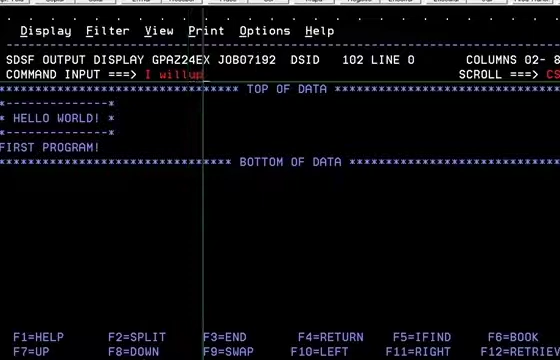 Display Filter View Print Options Help
SDSF OUTPUT DISPLAY GPAZ24EX JOB07192 DSID 102 LINE 0 COLUMNS 02- 8
COMMAND INPUT ===> I willup SCROLL ===> CS
********************************* TOP OF DATA *******************************
*--------------*
* HELLO WORLD! *
*--------------*
FIRST PROGRAM!
******************************** BOTTOM OF DATA *****************************
F1=HELP F2=SPLIT F3=END F4=RETURN F5=IFIND F6=BOOK
F7=UP F8=DOWN F9=SWAP F10=LEFT F11=RIGHT F12=RETRIEV